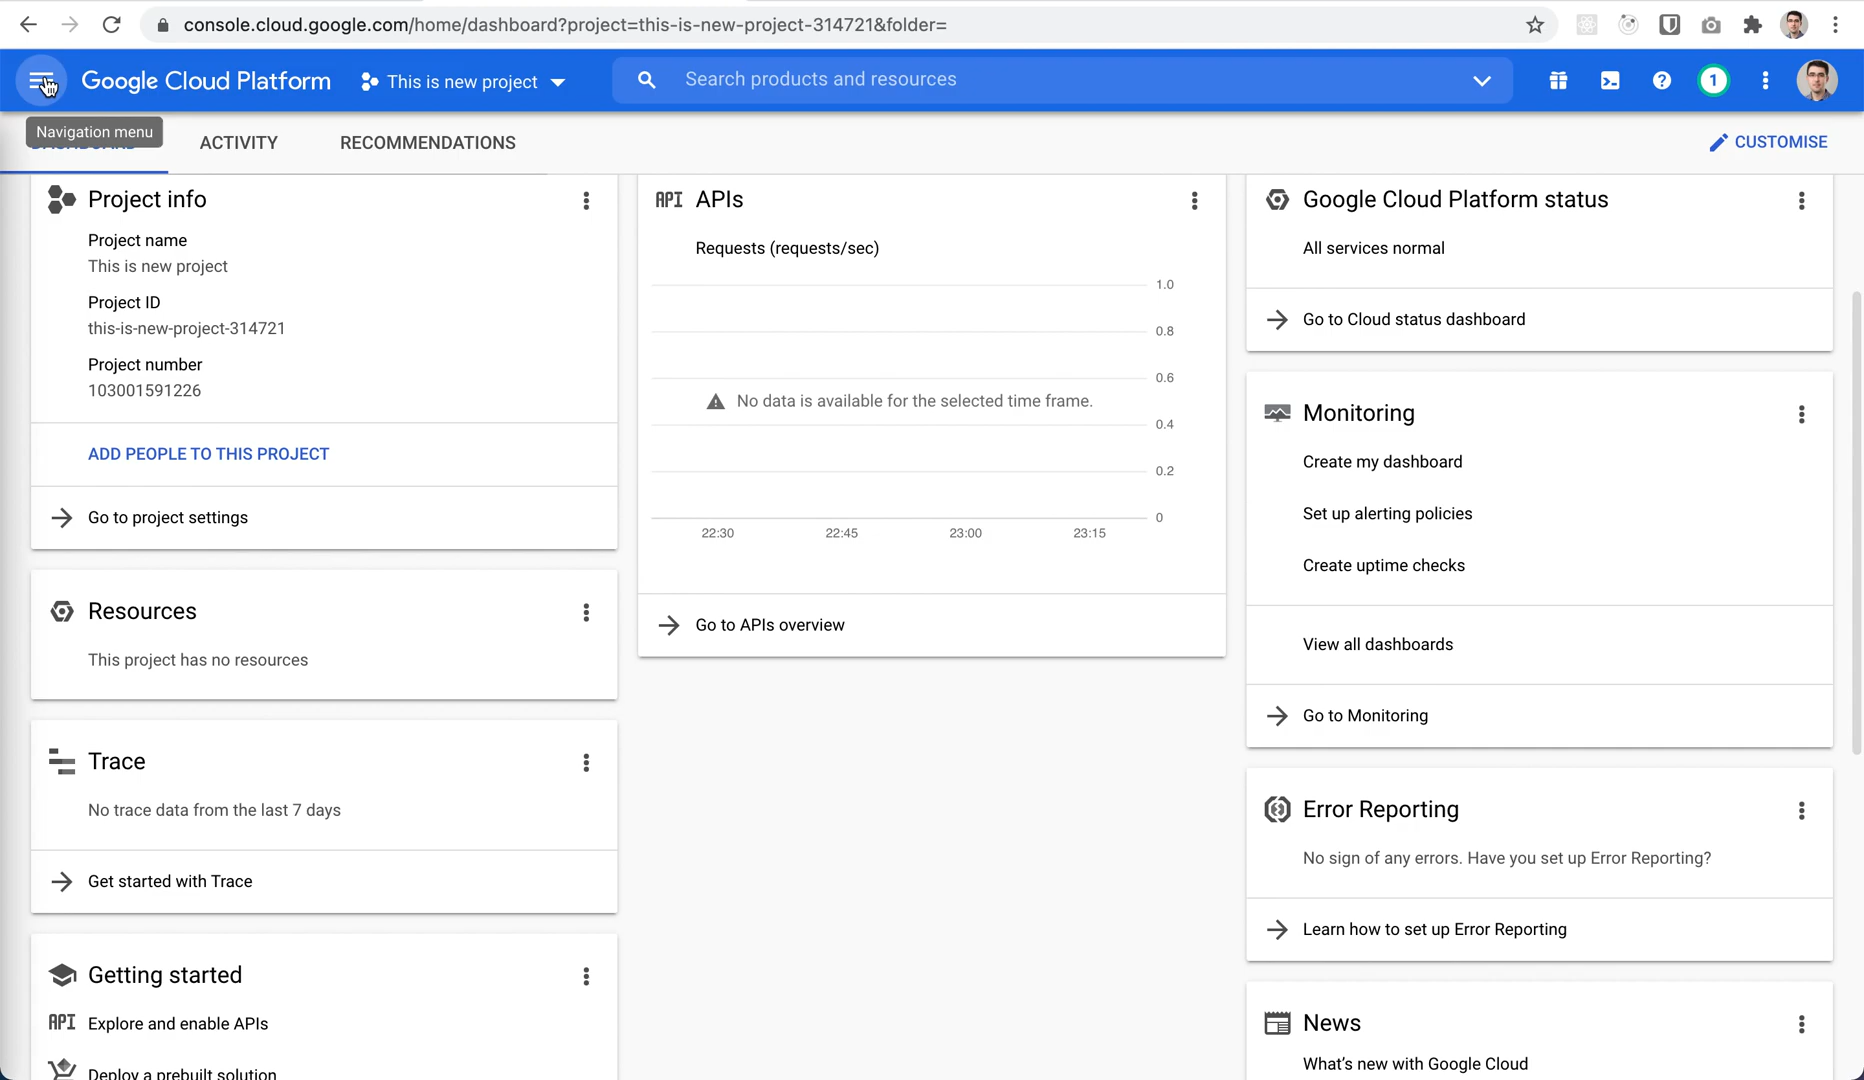 console.cloud.google.com/home/dashboard?project=this-is-new-project-314721&folder=
Google Cloud Platform
This is new project
Search products and resources
1
Navigation menu
ACTIVITY
RECOMMENDATIONS
CUSTOMISE
Project info
Project name
This is new project
Project ID
this-is-new-project-314721
Project number
103001591226
ADD PEOPLE TO THIS PROJECT
Go to project settings
Resources
This project has no resources
Trace
No trace data from the last 7 days
Get started with Trace
Getting started
API Explore and enable APIs
Deploy a prebuilt solution
API APIs
Requests (requests/sec)
1.0
0.8
0.6
No data is available for the selected time frame.
0.4
0.2
0
22:30 22:45 23:00 23:15
Go to APIs overview
Google Cloud Platform status
All services normal
Go to Cloud status dashboard
Monitoring
Create my dashboard
Set up alerting policies
Create uptime checks
View all dashboards
Go to Monitoring
Error Reporting
No sign of any errors. Have you set up Error Reporting?
Learn how to set up Error Reporting
News
What's new with Google Cloud